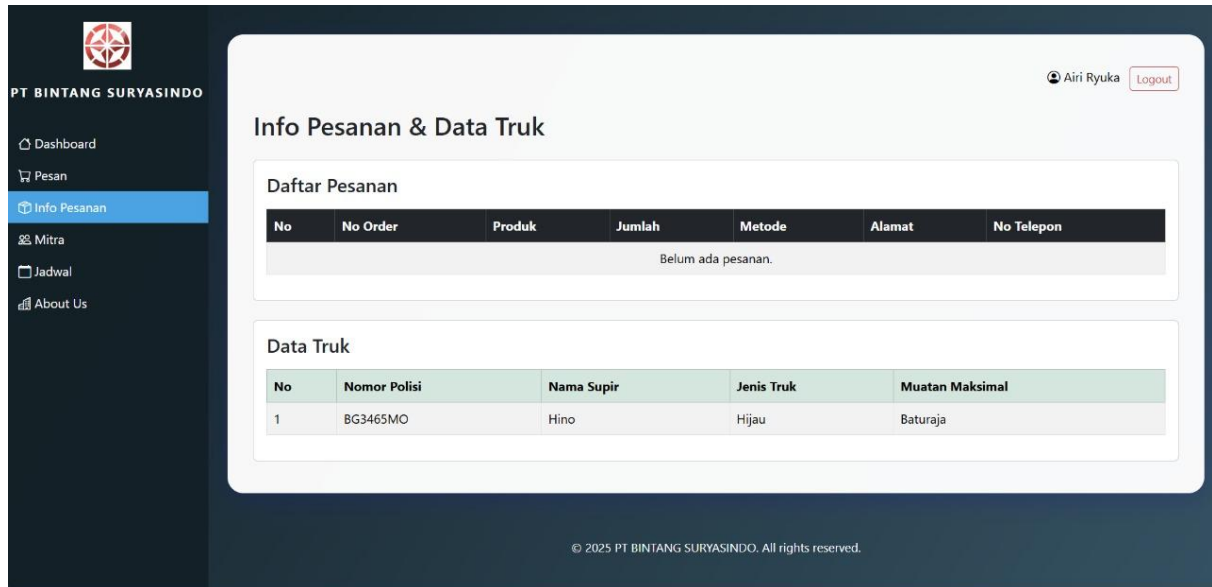 PT BINTANG SURYASINDO
Dashboard
Pesan
Info Pesanan
Mitra
Jadwal
About Us
Airi Ryuka Logout
Info Pesanan & Data Truk
Daftar Pesanan
No No Order Produk Jumlah Metode Alamat No Telepon
Belum ada pesanan.
Data Truk
No Nomor Polisi Nama Supir Jenis Truk Muatan Maksimal
1 BG3465MO Hino Hijau Baturaja
© 2025 PT BINTANG SURYASINDO. All rights reserved.